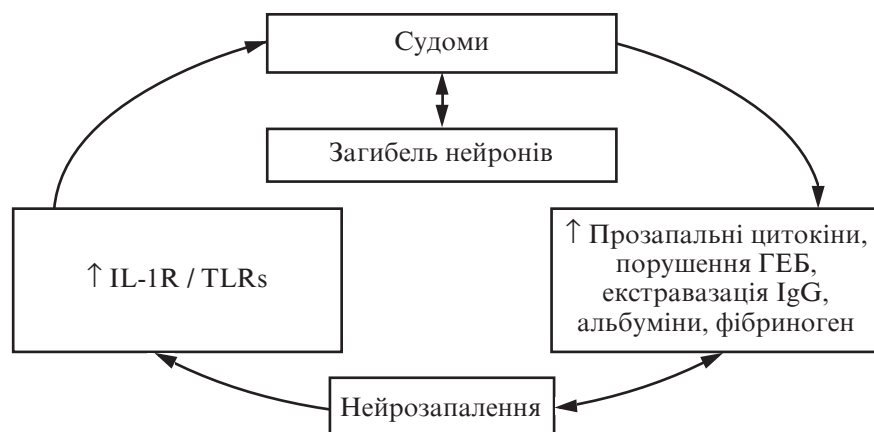 Судоми
Загибель нейронів
↑ IL-1R / TLRs
↑ Прозапальні цитокіни,
порушення ГЕБ,
екстравазація IgG,
альбуміни, фібриноген
Нейрозапалення